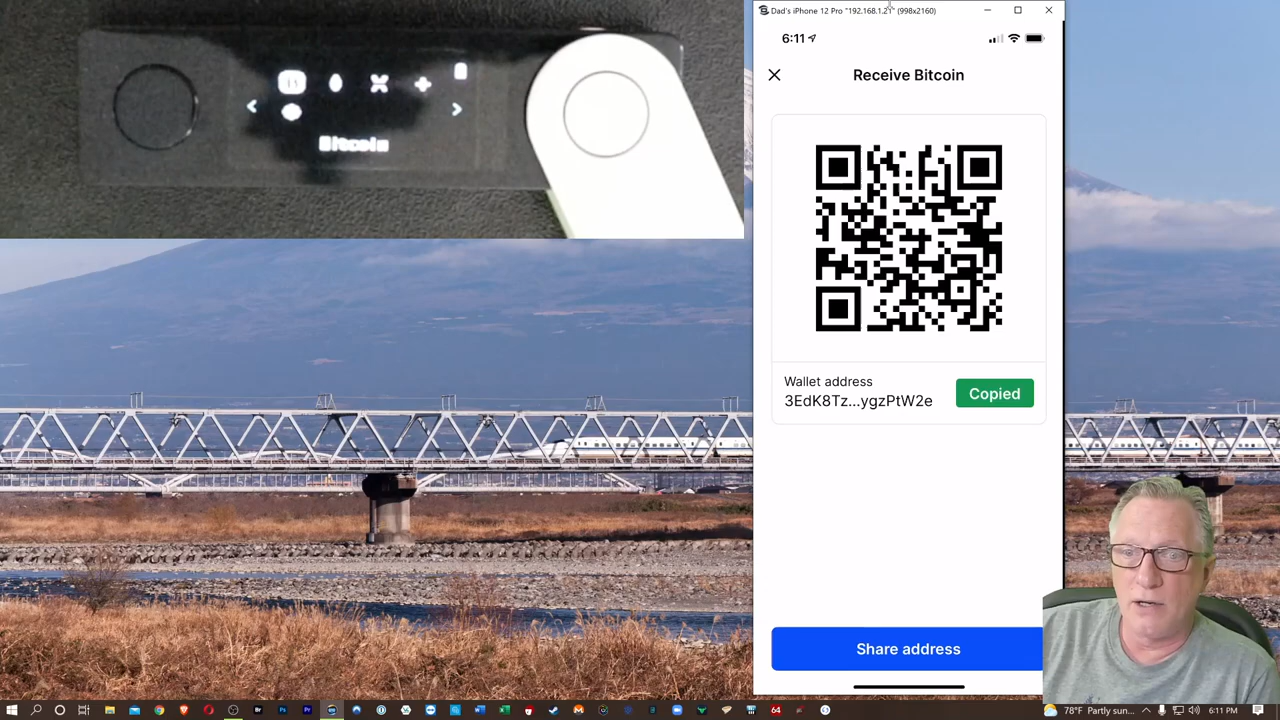 Bitcoin
Dad's iPhone 12 Pro "192.168.1.21" (998x2160)
6:11
Receive Bitcoin
Wallet address
3EdK8Tz...ygzPtW2e
Copied
Share address
78°F Partly sun...
6:11 PM